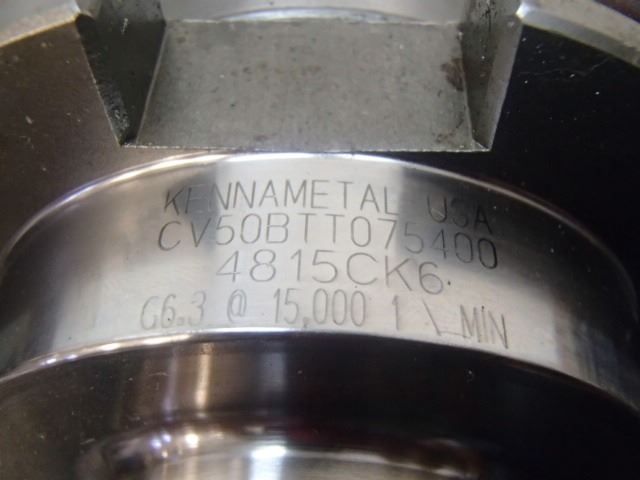 KENNAMETAL USA
CV50BTT075400
4815CK6
G6.3 @ 15,000 1 \ MIN